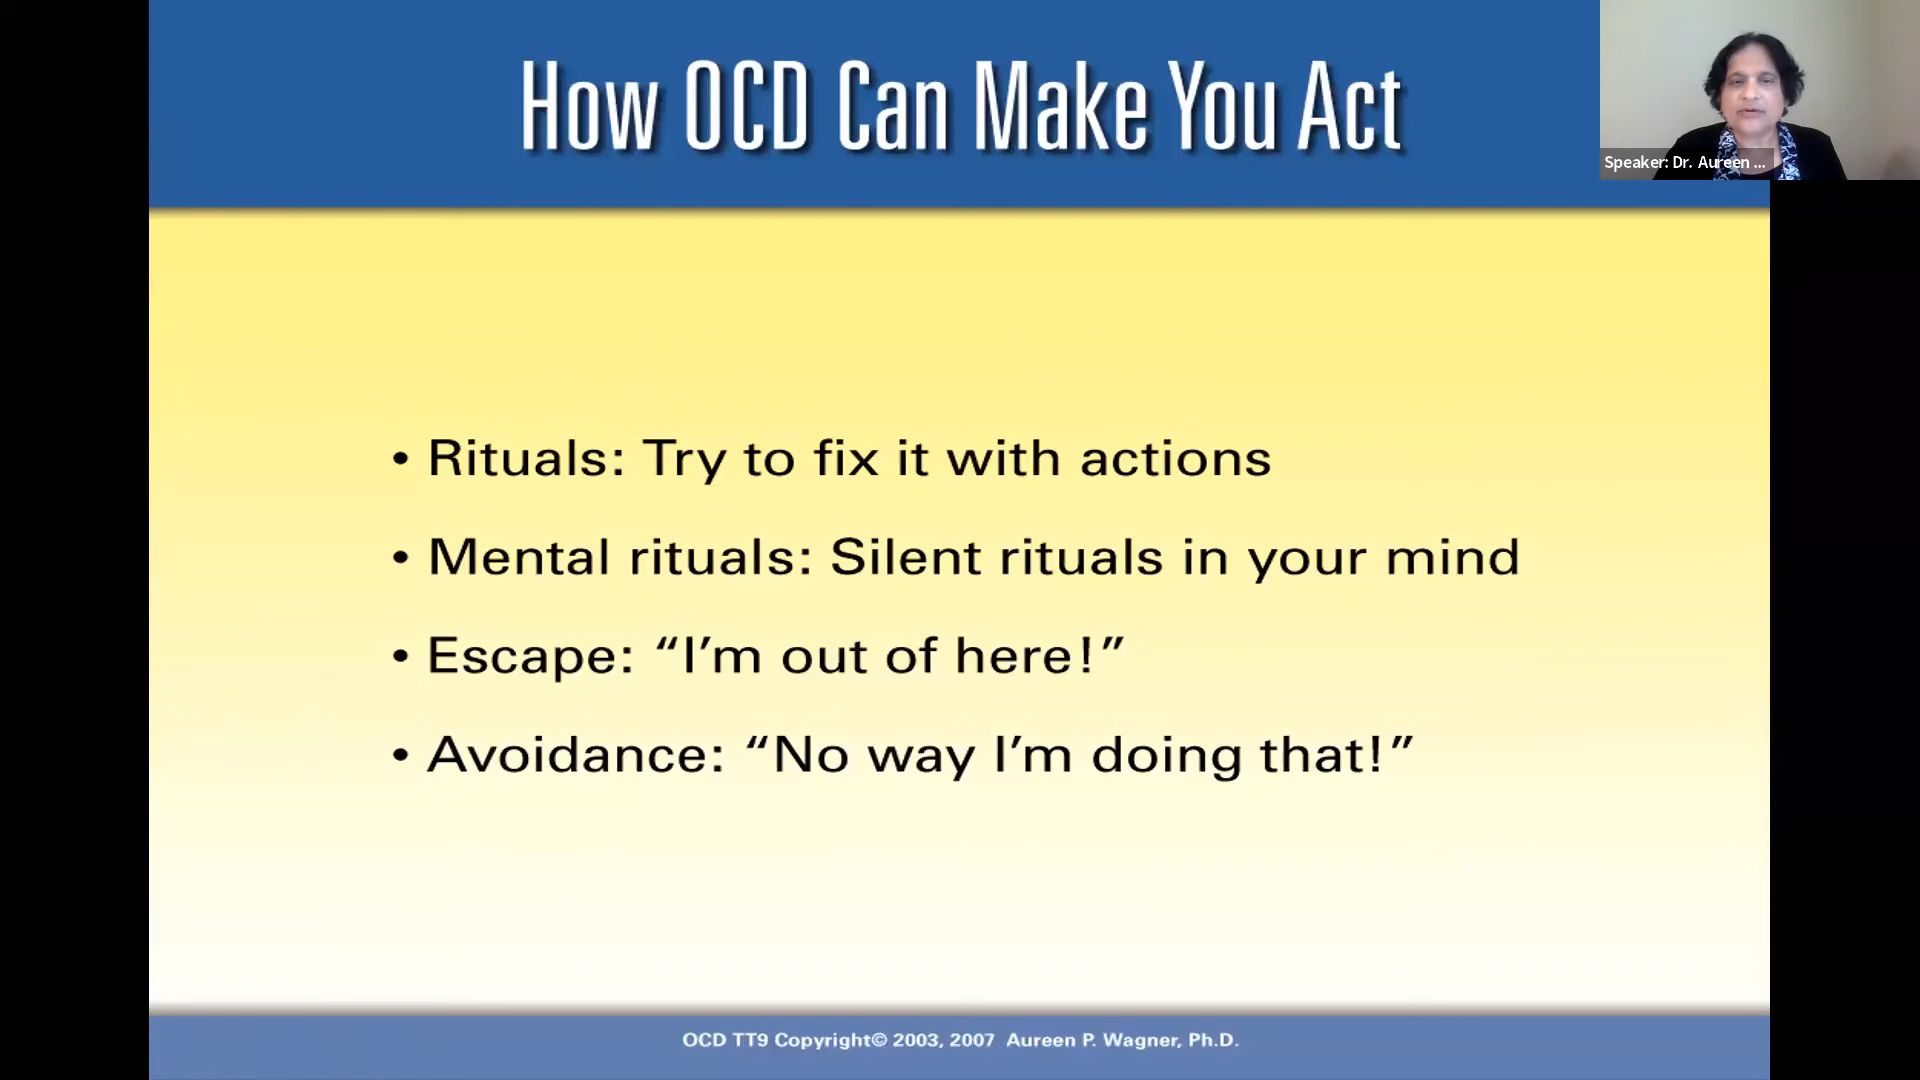 How OCD Can Make You Act
Speaker: Dr. Aureen ...
• Rituals: Try to fix it with actions
• Mental rituals: Silent rituals in your mind
• Escape: “I’m out of here!”
• Avoidance: “No way I’m doing that!”
OCD TT9 Copyright© 2003, 2007 Aureen P. Wagner, Ph.D.